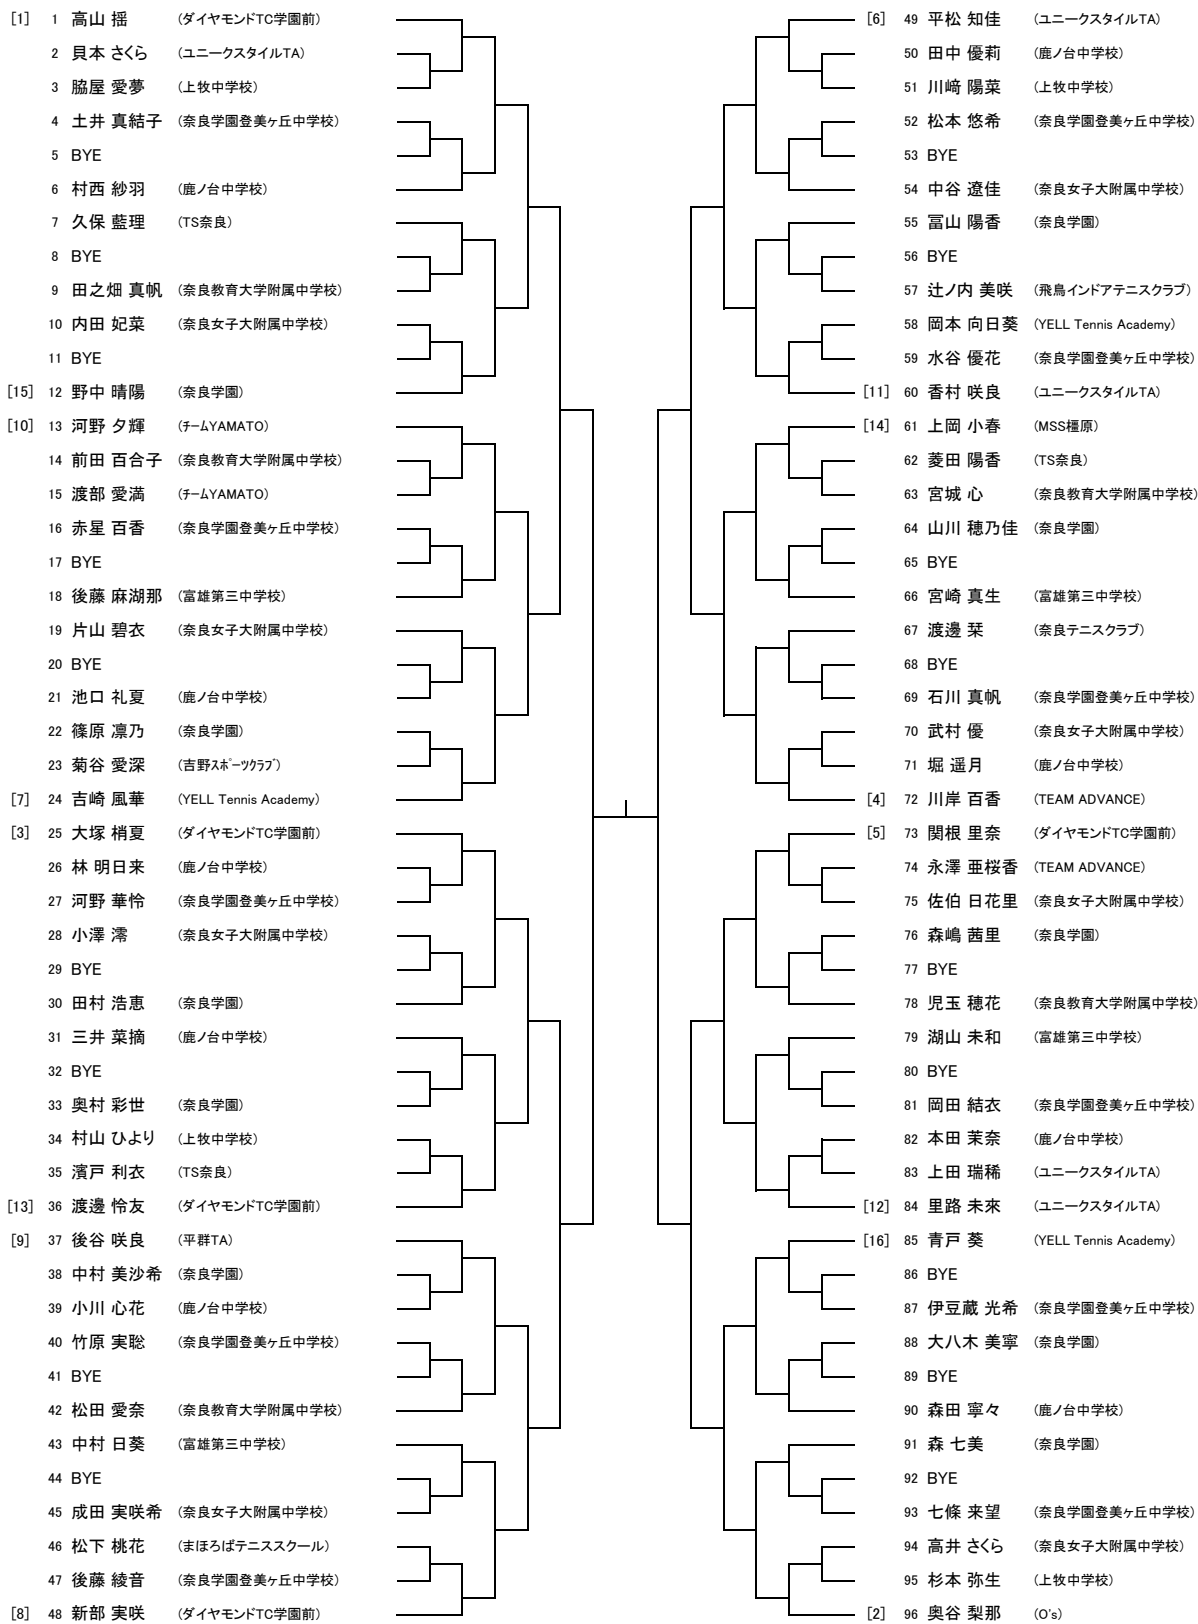 [1] 1 高山 揺 (ダイヤモンドTC学園前)
2 貝本 さくら (ユニークスタイルTA)
3 脇屋 愛夢 (上牧中学校)
4 土井 真結子 (奈良学園登美ヶ丘中学校)
5 BYE
6 村西 紗羽 (鹿ノ台中学校)
7 久保 藍理 (TS奈良)
8 BYE
9 田之畑 真帆 (奈良教育大学附属中学校)
10 内田 妃菜 (奈良女子大附属中学校)
11 BYE
[15] 12 野中 晴陽 (奈良学園)
[10] 13 河野 夕輝 (チームYAMATO)
14 前田 百合子 (奈良教育大学附属中学校)
15 渡部 愛満 (チームYAMATO)
16 赤星 百香 (奈良学園登美ヶ丘中学校)
17 BYE
18 後藤 麻湖那 (富雄第三中学校)
19 片山 碧衣 (奈良女子大附属中学校)
20 BYE
21 池口 礼夏 (鹿ノ台中学校)
22 篠原 凛乃 (奈良学園)
23 菊谷 愛深 (吉野スポーツクラブ)
[7] 24 吉崎 風華 (YELL Tennis Academy)
[3] 25 大塚 梢夏 (ダイヤモンドTC学園前)
26 林 明日来 (鹿ノ台中学校)
27 河野 華怜 (奈良学園登美ヶ丘中学校)
28 小澤 澪 (奈良女子大附属中学校)
29 BYE
30 田村 浩恵 (奈良学園)
31 三井 菜摘 (鹿ノ台中学校)
32 BYE
33 奥村 彩世 (奈良学園)
34 村山 ひより (上牧中学校)
35 濱戸 利衣 (TS奈良)
[13] 36 渡邊 怜友 (ダイヤモンドTC学園前)
[9] 37 後谷 咲良 (平群TA)
38 中村 美沙希 (奈良学園)
39 小川 心花 (鹿ノ台中学校)
40 竹原 実聡 (奈良学園登美ヶ丘中学校)
41 BYE
42 松田 愛奈 (奈良教育大学附属中学校)
43 中村 日葵 (富雄第三中学校)
44 BYE
45 成田 実咲希 (奈良女子大附属中学校)
46 松下 桃花 (まほろばテニススクール)
47 後藤 綾音 (奈良学園登美ヶ丘中学校)
[8] 48 新部 実咲 (ダイヤモンドTC学園前)
[6] 49 平松 知佳 (ユニークスタイルTA)
50 田中 優莉 (鹿ノ台中学校)
51 川﨑 陽菜 (上牧中学校)
52 松本 悠希 (奈良学園登美ヶ丘中学校)
53 BYE
54 中谷 遼佳 (奈良女子大附属中学校)
55 冨山 陽香 (奈良学園)
56 BYE
57 辻ノ内 美咲 (飛鳥インドアテニスクラブ)
58 岡本 向日葵 (YELL Tennis Academy)
59 水谷 優花 (奈良学園登美ヶ丘中学校)
[11] 60 香村 咲良 (ユニークスタイルTA)
[14] 61 上岡 小春 (MSS橿原)
62 菱田 陽香 (TS奈良)
63 宮城 心 (奈良教育大学附属中学校)
64 山川 穂乃佳 (奈良学園)
65 BYE
66 宮崎 真生 (富雄第三中学校)
67 渡邊 栞 (奈良テニスクラブ)
68 BYE
69 石川 真帆 (奈良学園登美ヶ丘中学校)
70 武村 優 (奈良女子大附属中学校)
71 堀 遥月 (鹿ノ台中学校)
[4] 72 川岸 百香 (TEAM ADVANCE)
[5] 73 関根 里奈 (ダイヤモンドTC学園前)
74 永澤 亜桜香 (TEAM ADVANCE)
75 佐伯 日花里 (奈良女子大附属中学校)
76 森嶋 茜里 (奈良学園)
77 BYE
78 児玉 穂花 (奈良教育大学附属中学校)
79 湖山 未和 (富雄第三中学校)
80 BYE
81 岡田 結衣 (奈良学園登美ヶ丘中学校)
82 本田 茉奈 (鹿ノ台中学校)
83 上田 瑞稀 (ユニークスタイルTA)
[12] 84 里路 未來 (ユニークスタイルTA)
[16] 85 青戸 葵 (YELL Tennis Academy)
86 BYE
87 伊豆蔵 光希 (奈良学園登美ヶ丘中学校)
88 大八木 美寧 (奈良学園)
89 BYE
90 森田 寧々 (鹿ノ台中学校)
91 森 七美 (奈良学園)
92 BYE
93 七條 来望 (奈良学園登美ヶ丘中学校)
94 高井 さくら (奈良女子大附属中学校)
95 杉本 弥生 (上牧中学校)
[2] 96 奥谷 梨那 (O's)